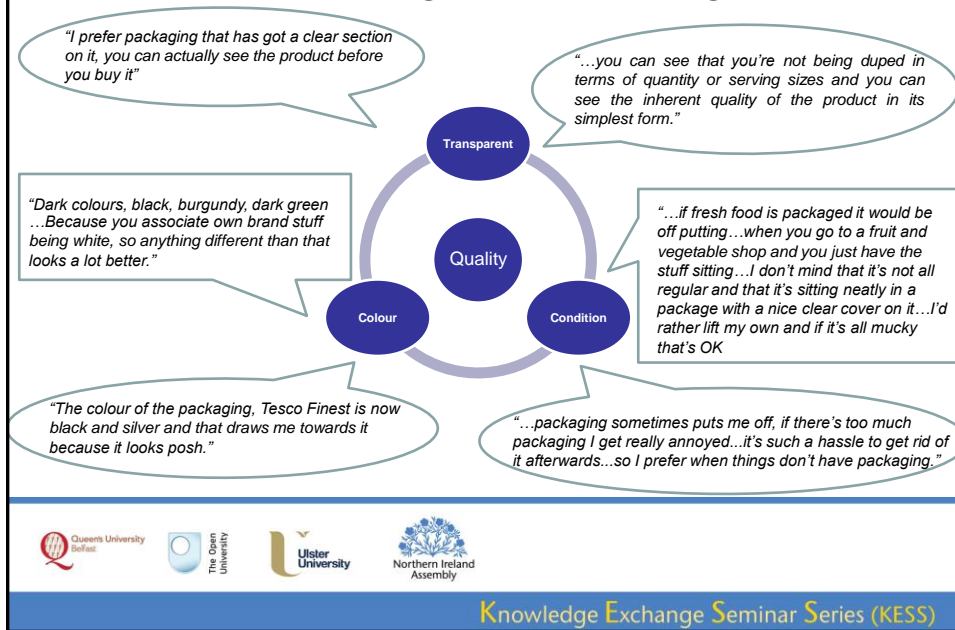 “I prefer packaging that has got a clear section
on it, you can actually see the product before
you buy it”
“…you can see that you’re not being duped in
terms of quantity or serving sizes and you can
see the inherent quality of the product in its
simplest form.”
Transparent
“Dark colours, black, burgundy, dark green
…Because you associate own brand stuff
being white, so anything different than that
looks a lot better.”
Quality
“…if fresh food is packaged it would be
off putting…when you go to a fruit and
vegetable shop and you just have the
stuff sitting…I don’t mind that it’s not all
regular and that it’s sitting neatly in a
package with a nice clear cover on it…I’d
rather lift my own and if it’s all mucky
that’s OK
Colour
Condition
“The colour of the packaging, Tesco Finest is now
black and silver and that draws me towards it
because it looks posh.”
“…packaging sometimes puts me off, if there’s too much
packaging I get really annoyed...it’s such a hassle to get rid of
it afterwards...so I prefer when things don’t have packaging.”
Queen's University
Belfast
The Open
University
Ulster
University
Northern Ireland
Assembly
Knowledge Exchange Seminar Series (KESS)